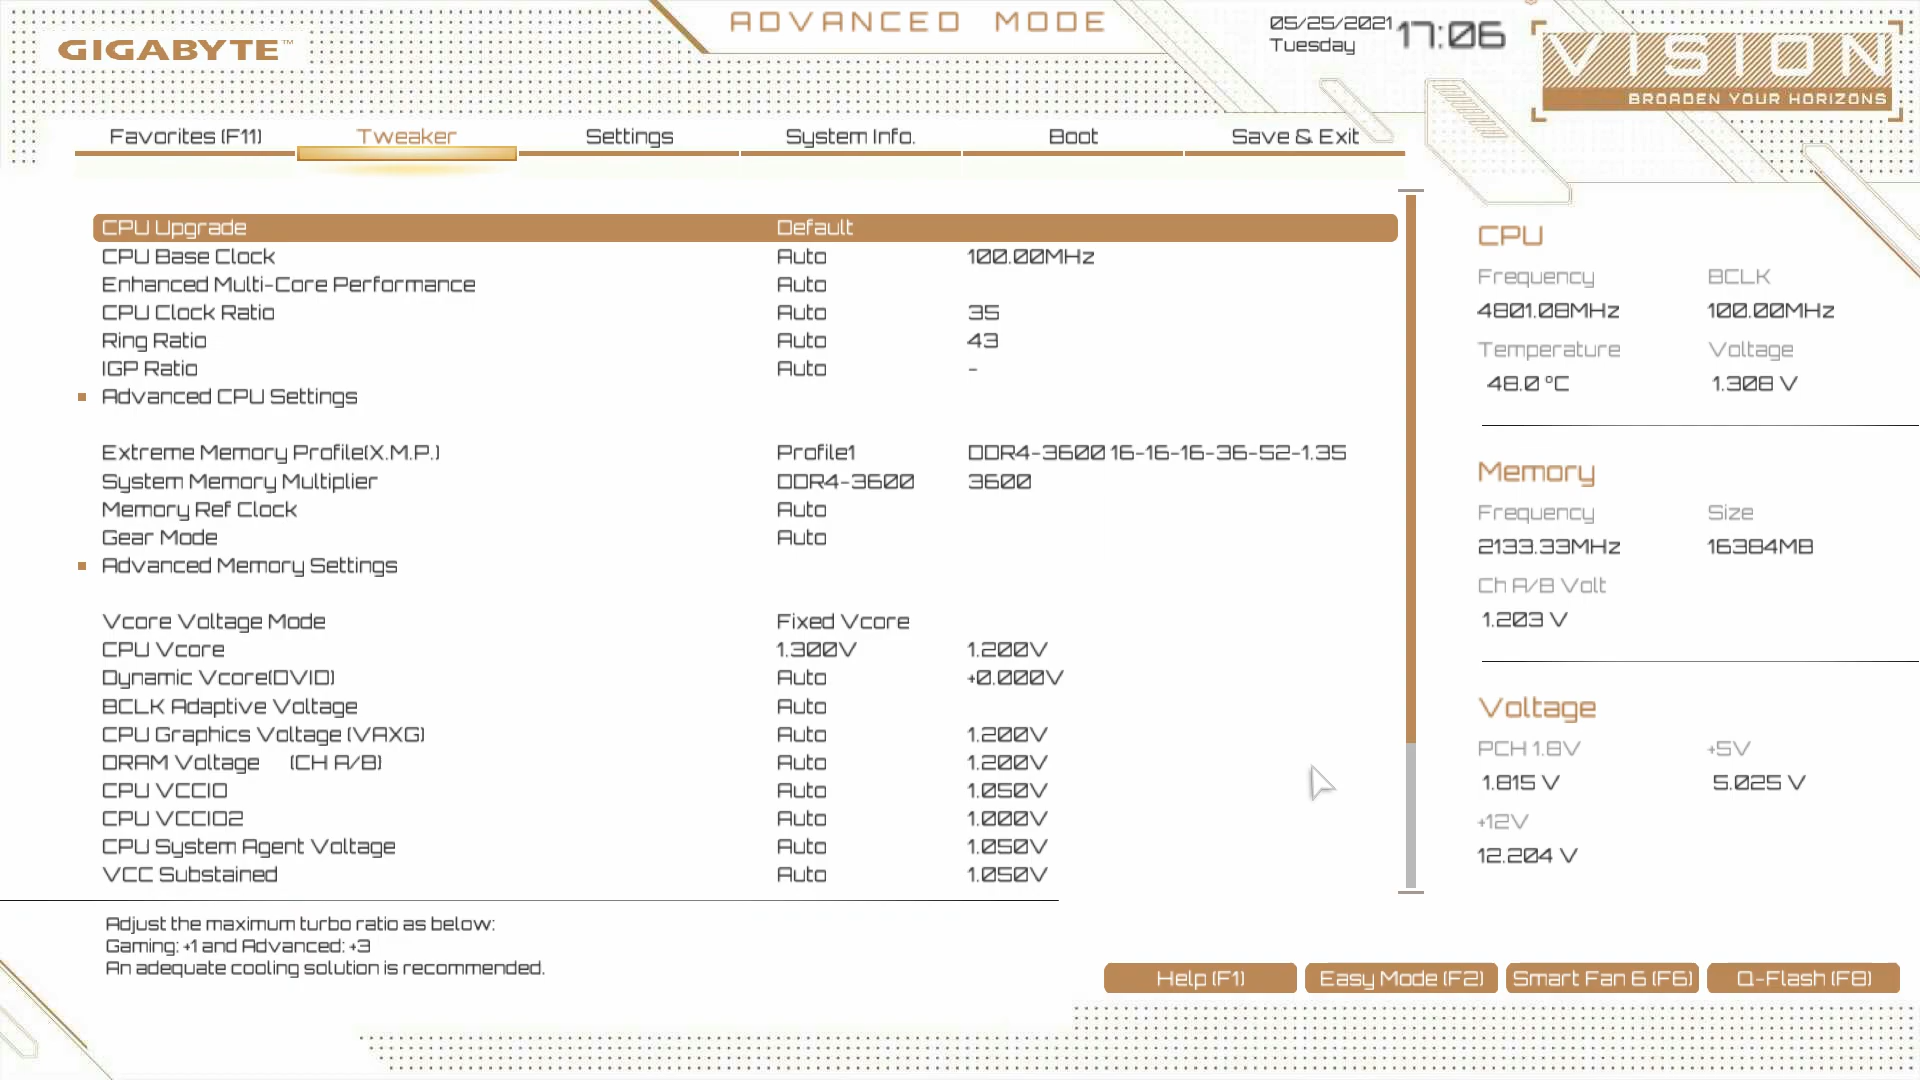 ADVANCED MODE
GIGABYTE™
05/25/2021 17:06
Tuesday
VISION
BROADEN YOUR HORIZONS
Favorites (F11) Tweaker Settings System Info. Boot Save & Exit
CPU Upgrade Default
CPU Base Clock Auto 100.00MHz
Enhanced Multi-Core Performance Auto
CPU Clock Ratio Auto 35
Ring Ratio Auto 43
IGP Ratio Auto -
Advanced CPU Settings
Extreme Memory Profile(X.M.P.) Profile1 DDR4-3600 16-16-16-36-52-1.35
System Memory Multiplier DDR4-3600 3600
Memory Ref Clock Auto
Gear Mode Auto
Advanced Memory Settings
Vcore Voltage Mode Fixed Vcore
CPU Vcore 1.300V 1.200V
Dynamic Vcore(DVID) Auto +0.000V
BCLK Adaptive Voltage Auto
CPU Graphics Voltage (VAXG) Auto 1.200V
DRAM Voltage (CH A/B) Auto 1.200V
CPU VCCIO Auto 1.050V
CPU VCCIO2 Auto 1.000V
CPU System Agent Voltage Auto 1.050V
VCC Substained Auto 1.050V
CPU
Frequency BCLK
4801.08MHz 100.00MHz
Temperature Voltage
48.0 °C 1.308 V
Memory
Frequency Size
2133.33MHz 16384MB
Ch A/B Volt
1.203 V
Voltage
PCH 1.8V +5V
1.815 V 5.025 V
+12V
12.204 V
Adjust the maximum turbo ratio as below:
Gaming: +1 and Advanced: +3
An adequate cooling solution is recommended.
Help (F1) Easy Mode (F2) Smart Fan 6 (F6) Q-Flash (F8)